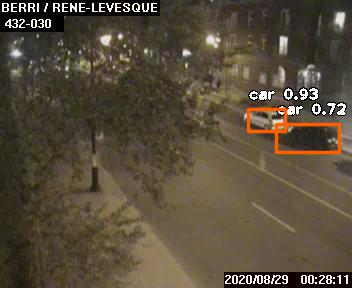 BERRI / RENE-LEVESQUE
432-030
car 0.93
car 0.72
2020/08/29 00:28:11